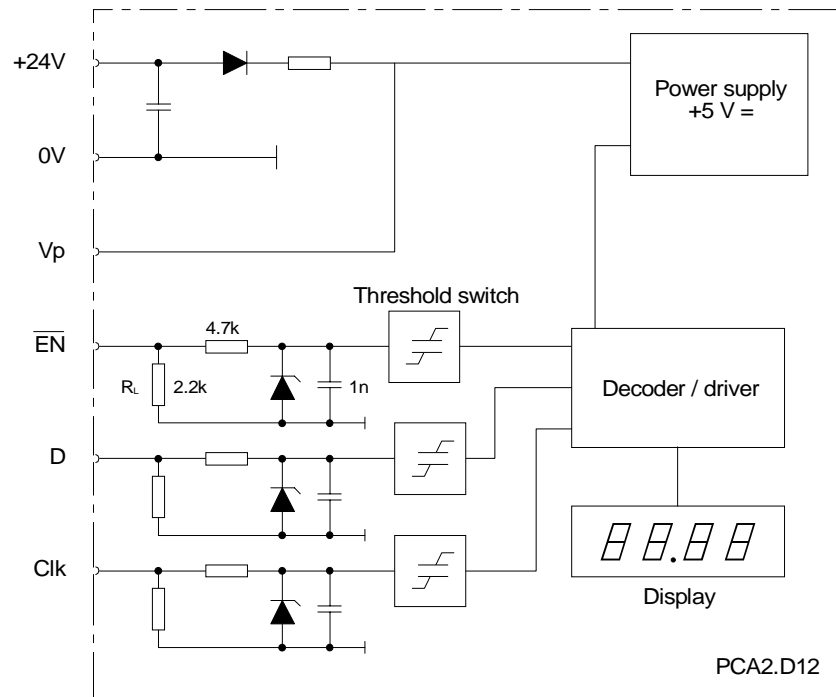 +24V
Power supply
+5 V =
0V
Vp
Threshold switch
EN
4.7k
R_L 2.2k
1n
Decoder / driver
D
88.88
Clk
Display
PCA2.D12